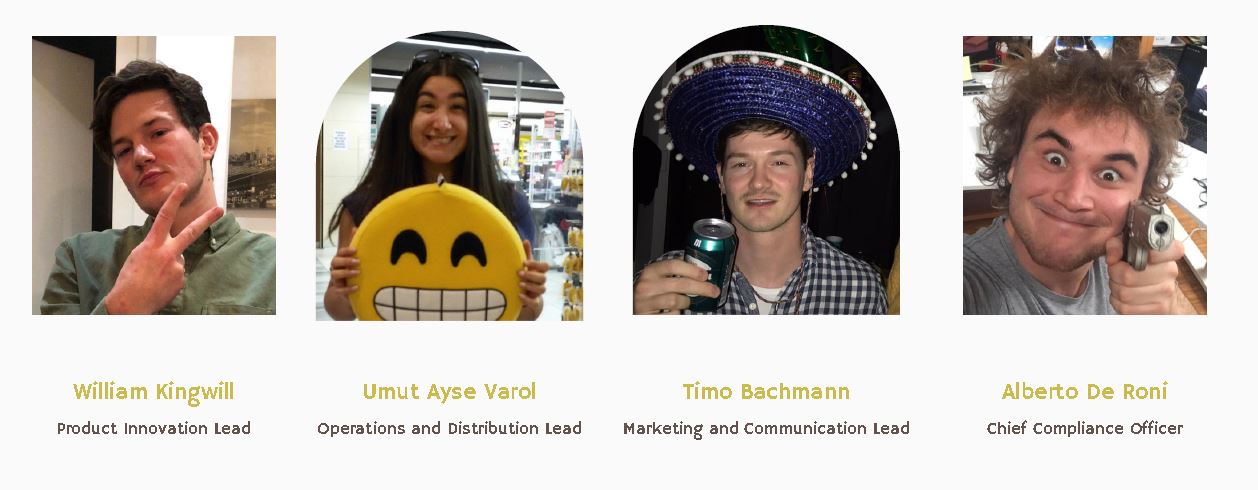 William Kingwill
Umut Ayse Varol
Timo Bachmann
Alberto De Roni
Product Innovation Lead
Operations and Distribution Lead
Marketing and Communication Lead
Chief Compliance Officer